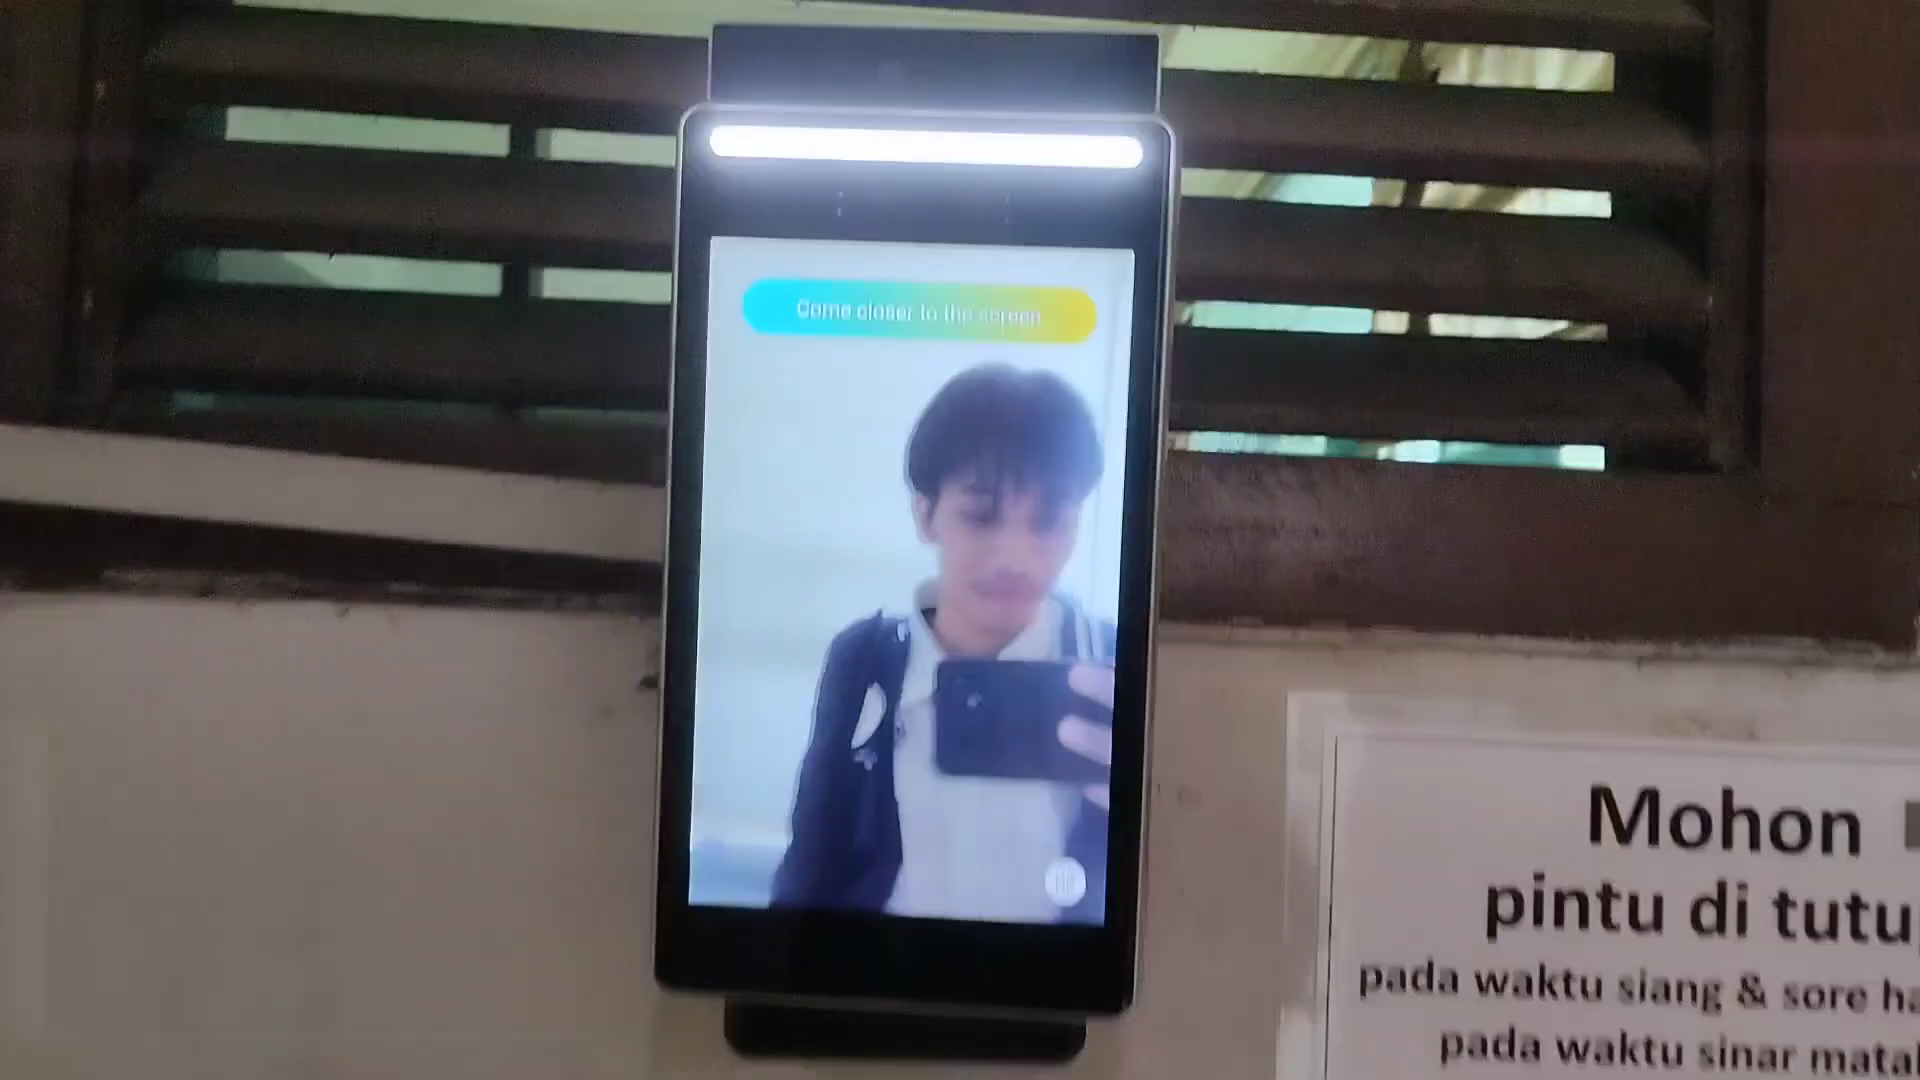 Come closer to the screen
Mohon
pintu di tutu
pada waktu siang & sore ha
pada waktu sinar matah